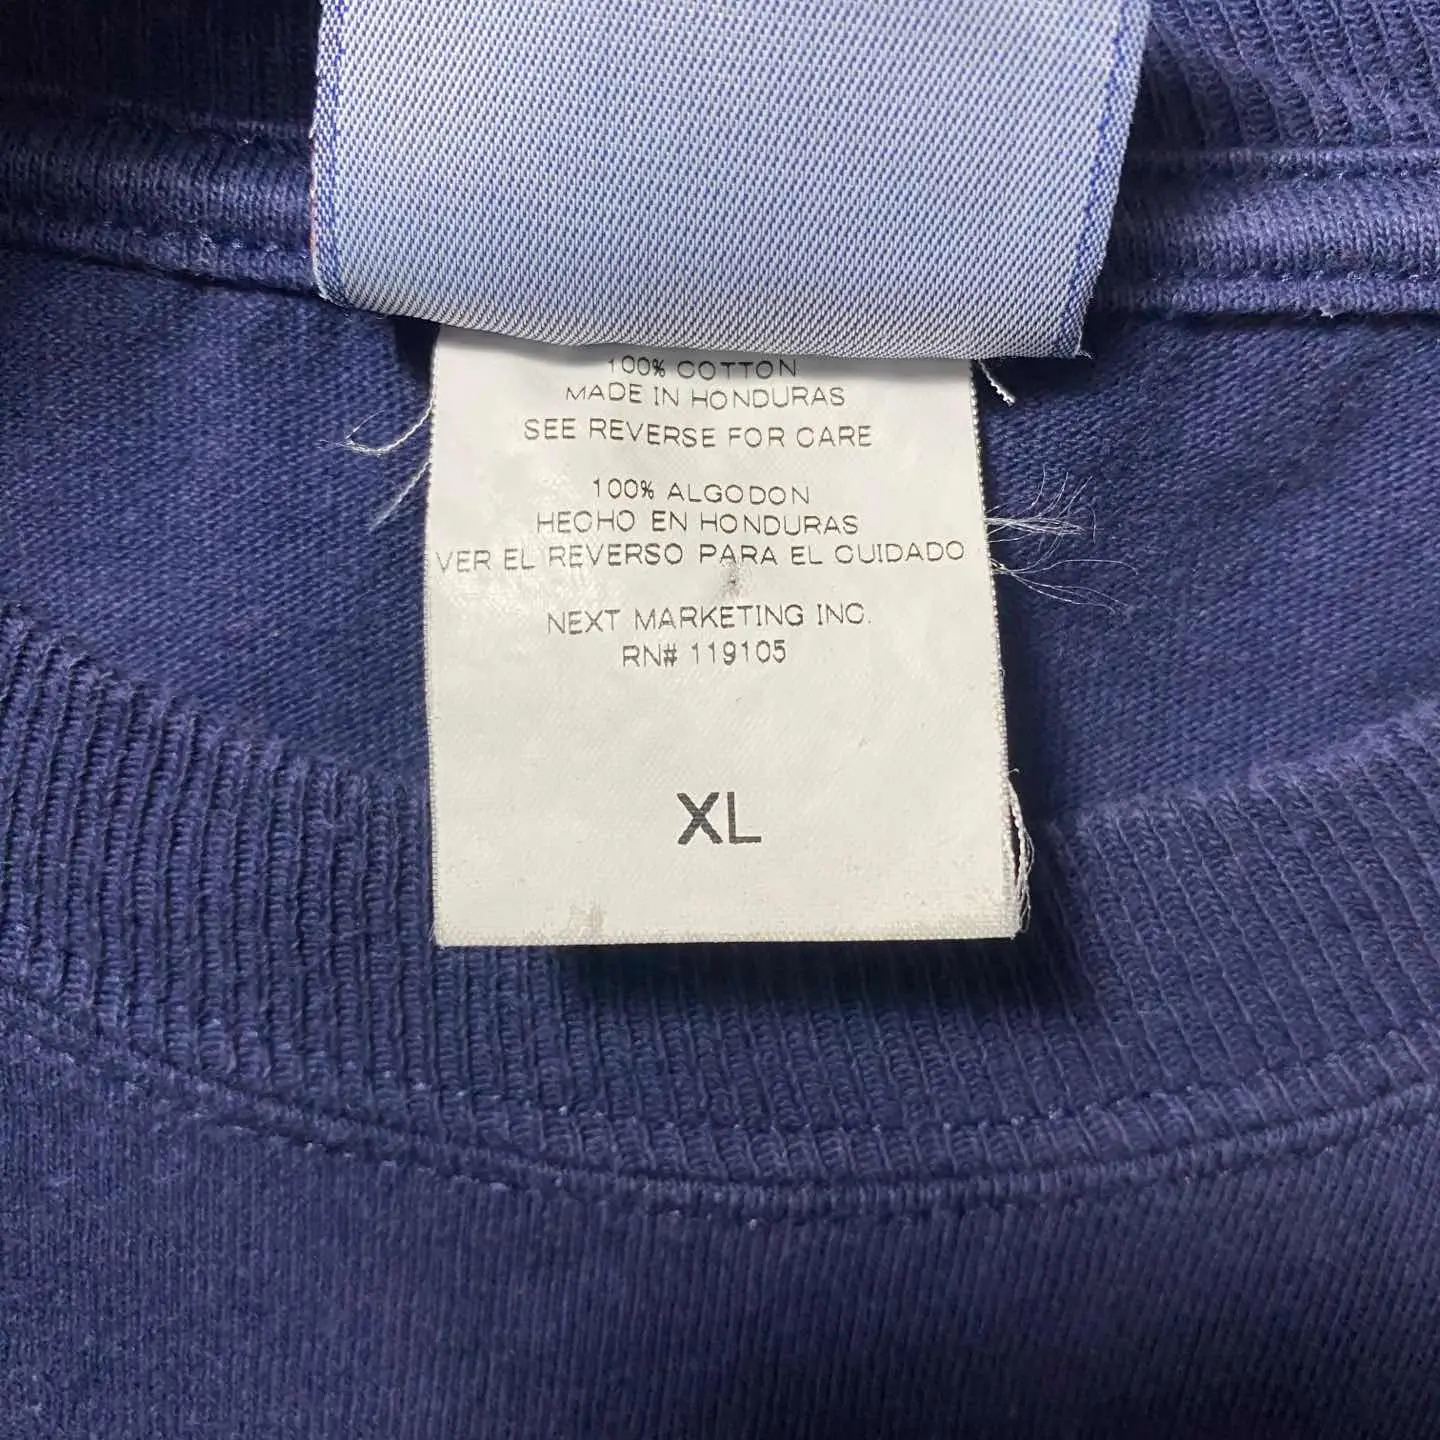 100% COTTON
MADE IN HONDURAS
SEE REVERSE FOR CARE
100% ALGODON
HECHO EN HONDURAS
VER EL REVERSO PARA EL CUIDADO
NEXT MARKETING INC.
RN# 119105
XL